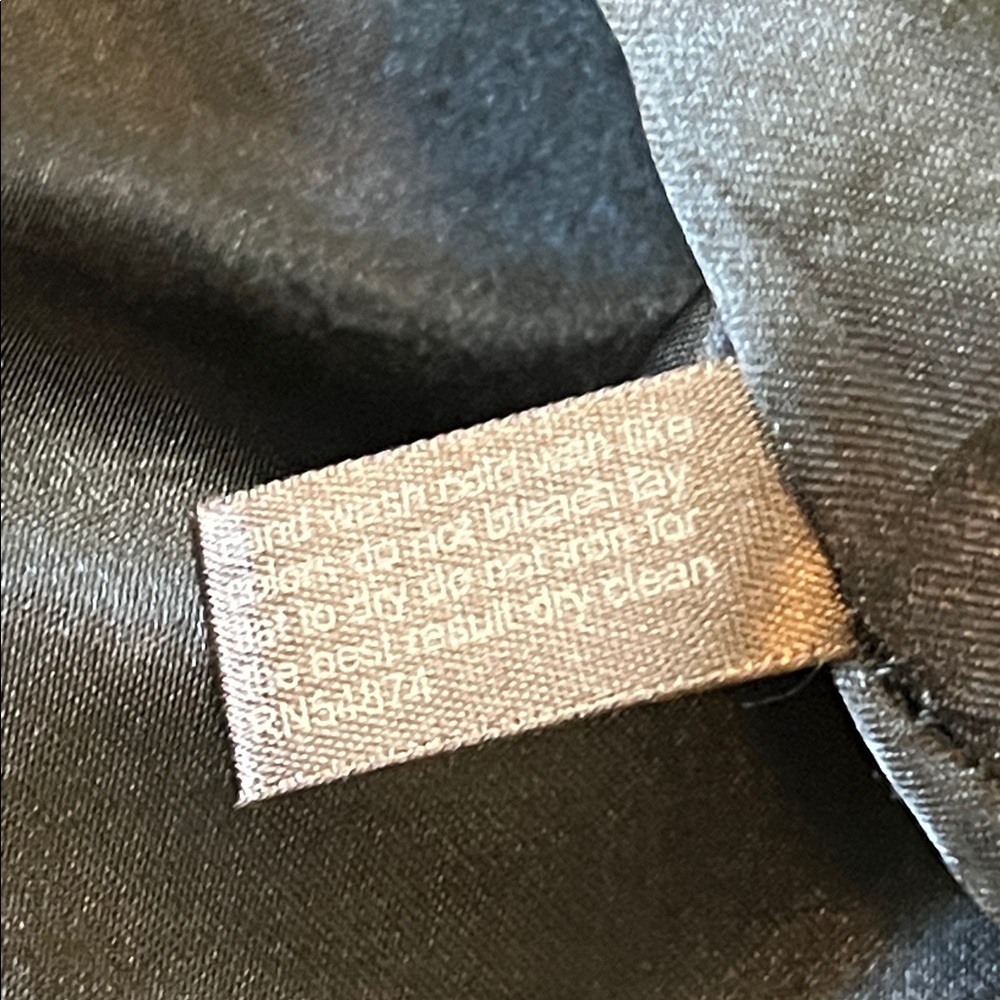 hand wash cold with like
colors do not bleach lay
flat to dry do not iron for
the best result dry clean
RN54874